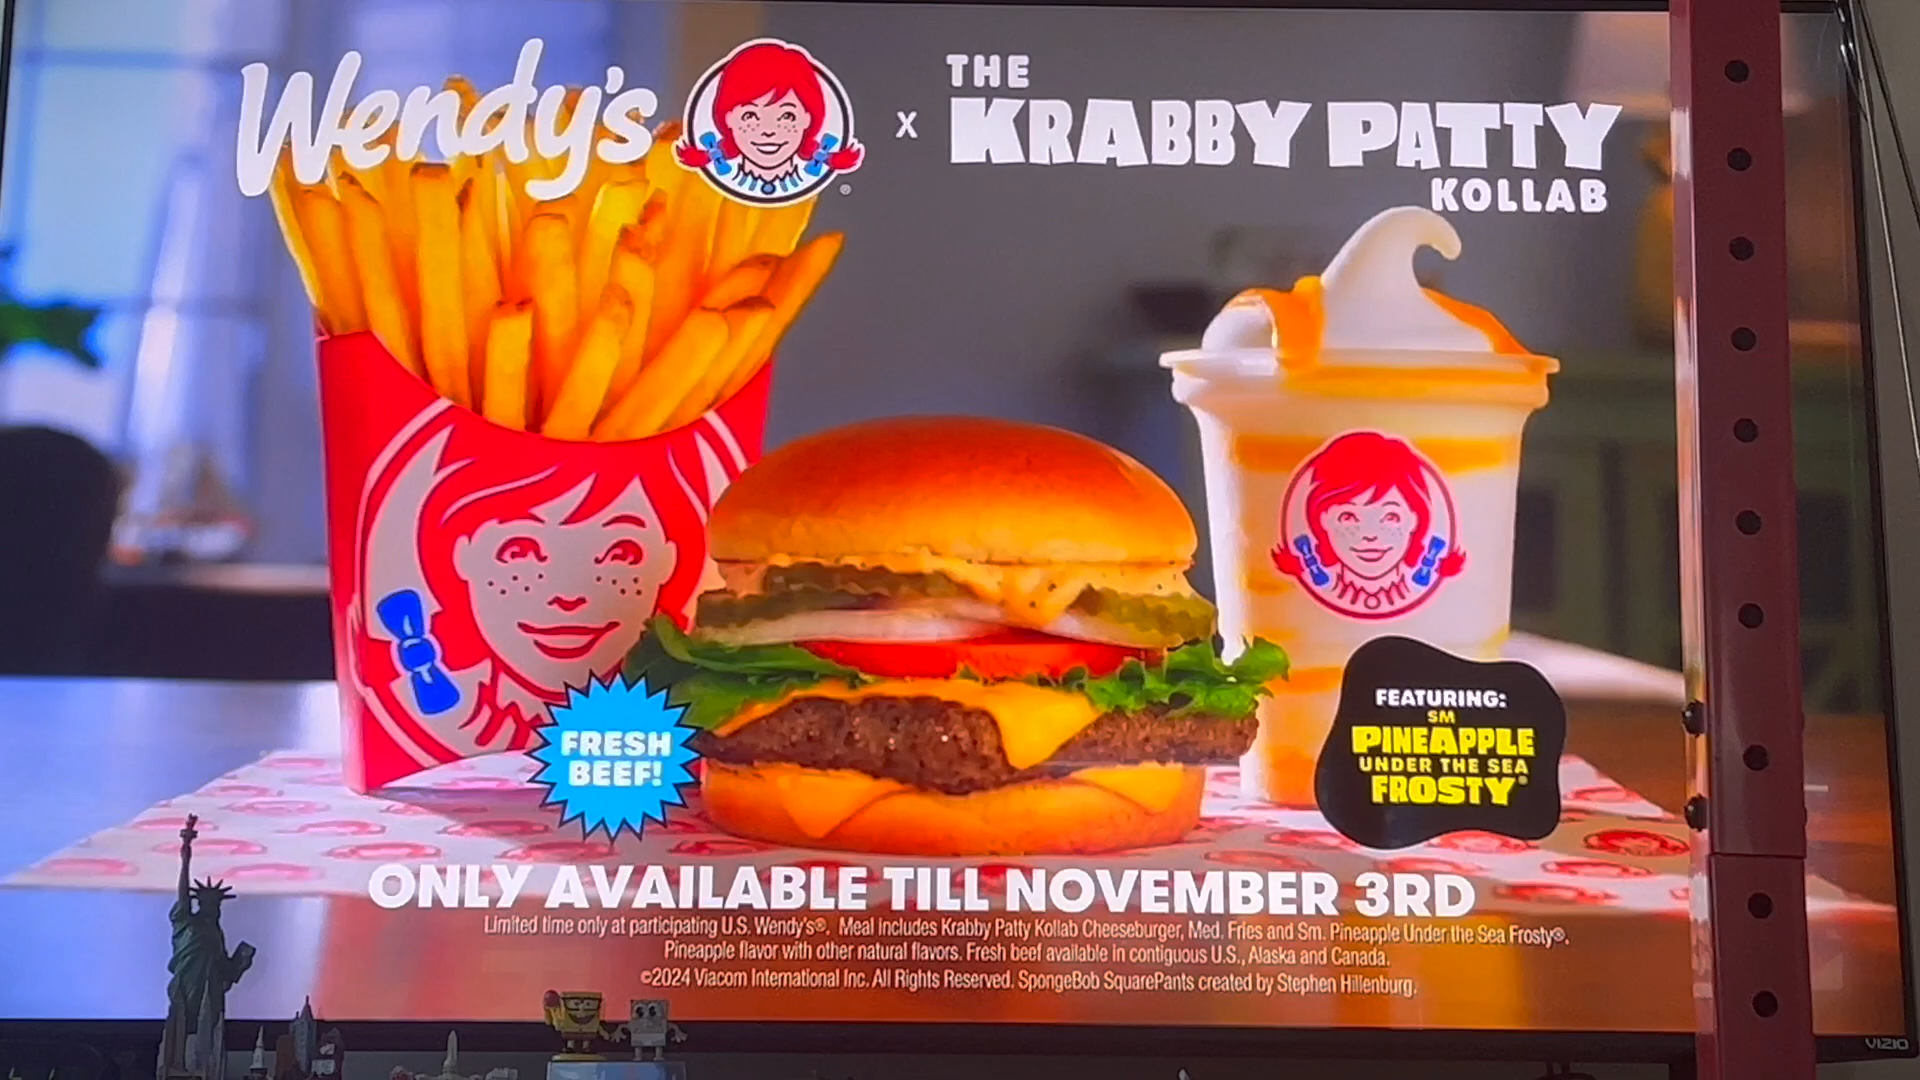 Wendy's
®
x
THE
KRABBY PATTY
KOLLAB
FRESH
BEEF!
FEATURING:
SM
PINEAPPLE
UNDER THE SEA
FROSTY®
ONLY AVAILABLE TILL NOVEMBER 3RD
Limited time only at participating U.S. Wendy's®. Meal includes Krabby Patty Kollab Cheeseburger, Med. Fries and Sm. Pineapple Under the Sea Frosty®.
Pineapple flavor with other natural flavors. Fresh beef available in contiguous U.S., Alaska and Canada.
©2024 Viacom International Inc. All Rights Reserved. SpongeBob SquarePants created by Stephen Hillenburg.
VIZIO